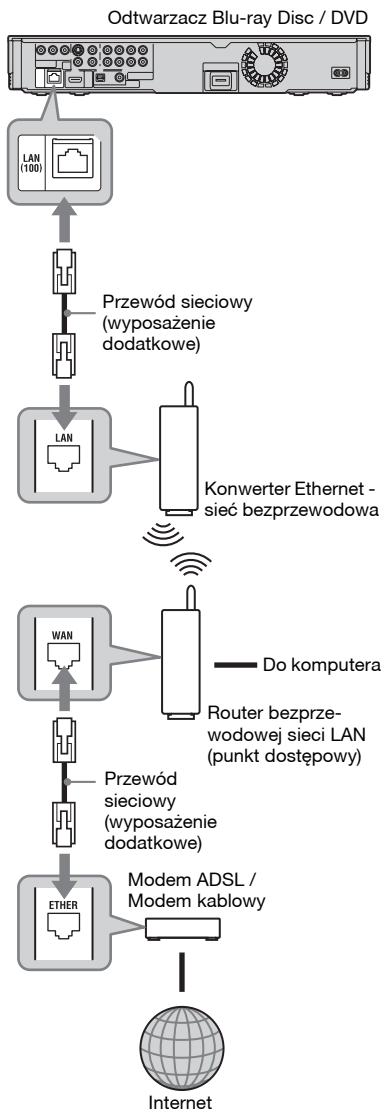 Odtwarzacz Blu-ray Disc / DVD
LAN
(100)
Przewód sieciowy
(wyposażenie
dodatkowe)
LAN
Konwerter Ethernet -
sieć bezprzewodowa
WAN
Do komputera
Router bezprze-
wodowej sieci LAN
(punkt dostępowy)
Przewód
sieciowy
(wyposażenie
dodatkowe)
Modem ADSL /
Modem kablowy
ETHER
Internet